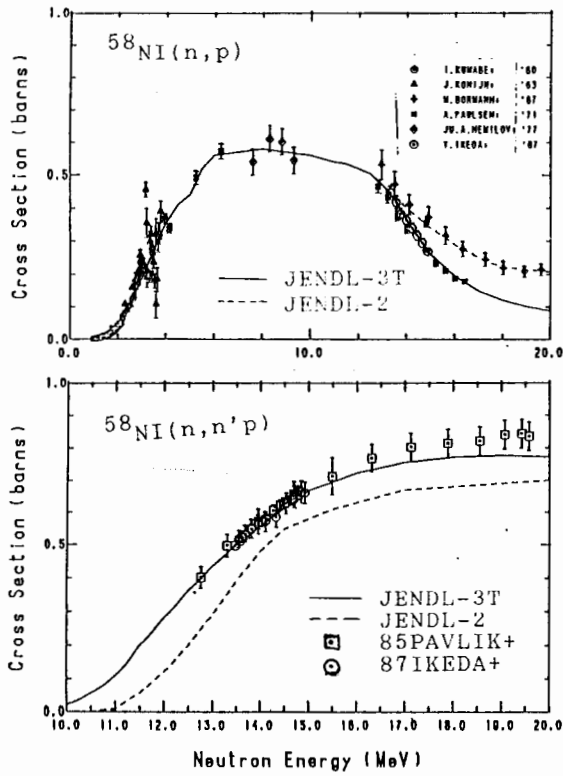 1.0
58NI(n,p)
I.KUMABE+ '60
J.KONIJN+ '63
M.BORMANN+ '67
A.PAULSEN+ '71
JU.A.NEMILOV+ '77
Y.IKEDA+ '87
0.5
Cross Section (barns)
JENDL-3T
JENDL-2
0.0
0.0 10.0 20.0
1.0
58NI(n,n'p)
0.5
Cross Section (barns)
JENDL-3T
JENDL-2
85PAVLIK+
87IKEDA+
0.0
10.0 11.0 12.0 13.0 14.0 15.0 16.0 17.0 18.0 19.0 20.0
Neutron Energy (MeV)